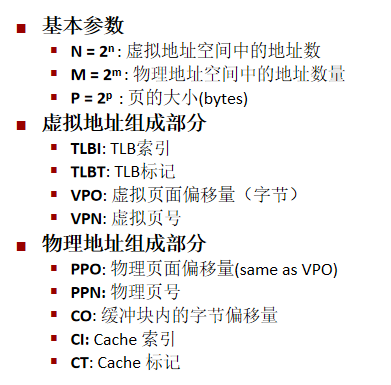 基本参数
N = 2ⁿ : 虚拟地址空间中的地址数
M = 2ᵐ : 物理地址空间中的地址数量
P = 2ᵖ : 页的大小(bytes)
虚拟地址组成部分
TLBI: TLB索引
TLBT: TLB标记
VPO: 虚拟页面偏移量（字节）
VPN: 虚拟页号
物理地址组成部分
PPO: 物理页面偏移量(same as VPO)
PPN: 物理页号
CO: 缓冲块内的字节偏移量
CI: Cache 索引
CT: Cache 标记